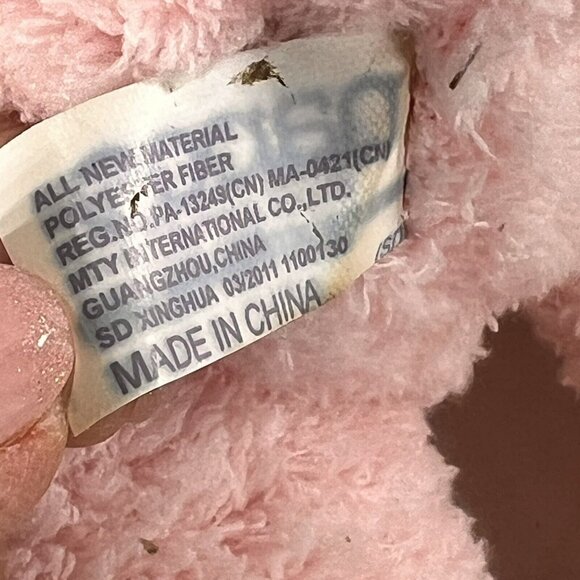 ALL NEW MATERIAL
POLYESTER FIBER
REG.NO.PA-13249(CN) MA-0421(CN)
MTY INTERNATIONAL CO.,LTD.
GUANGZHOU,CHINA
SD XINGHUA 03/2011 1100130
MADE IN CHINA